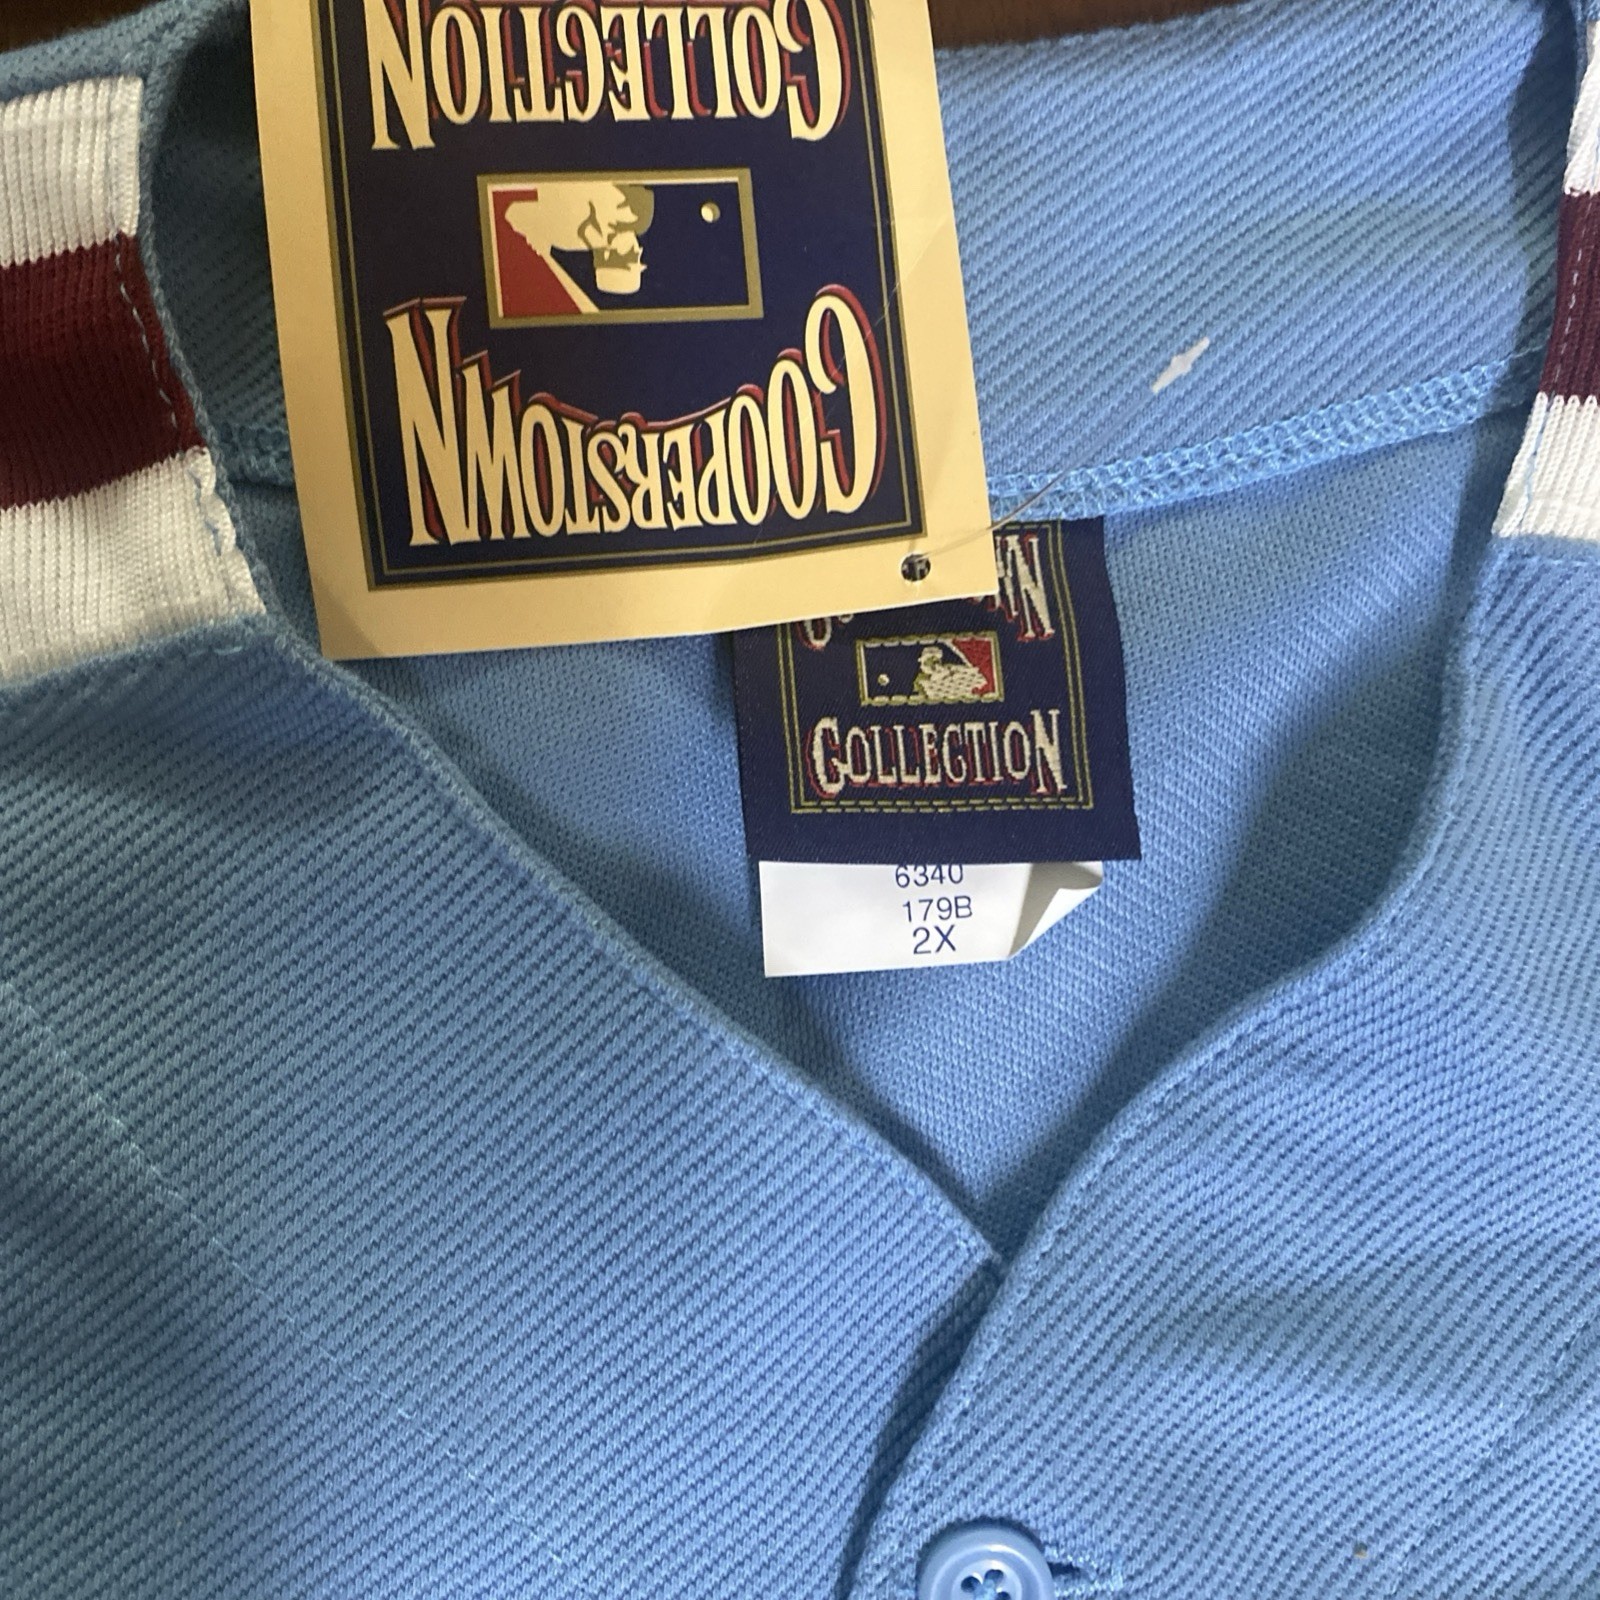 COOPERSTOWN
COLLECTION
COLLECTION
6340
179B
2X